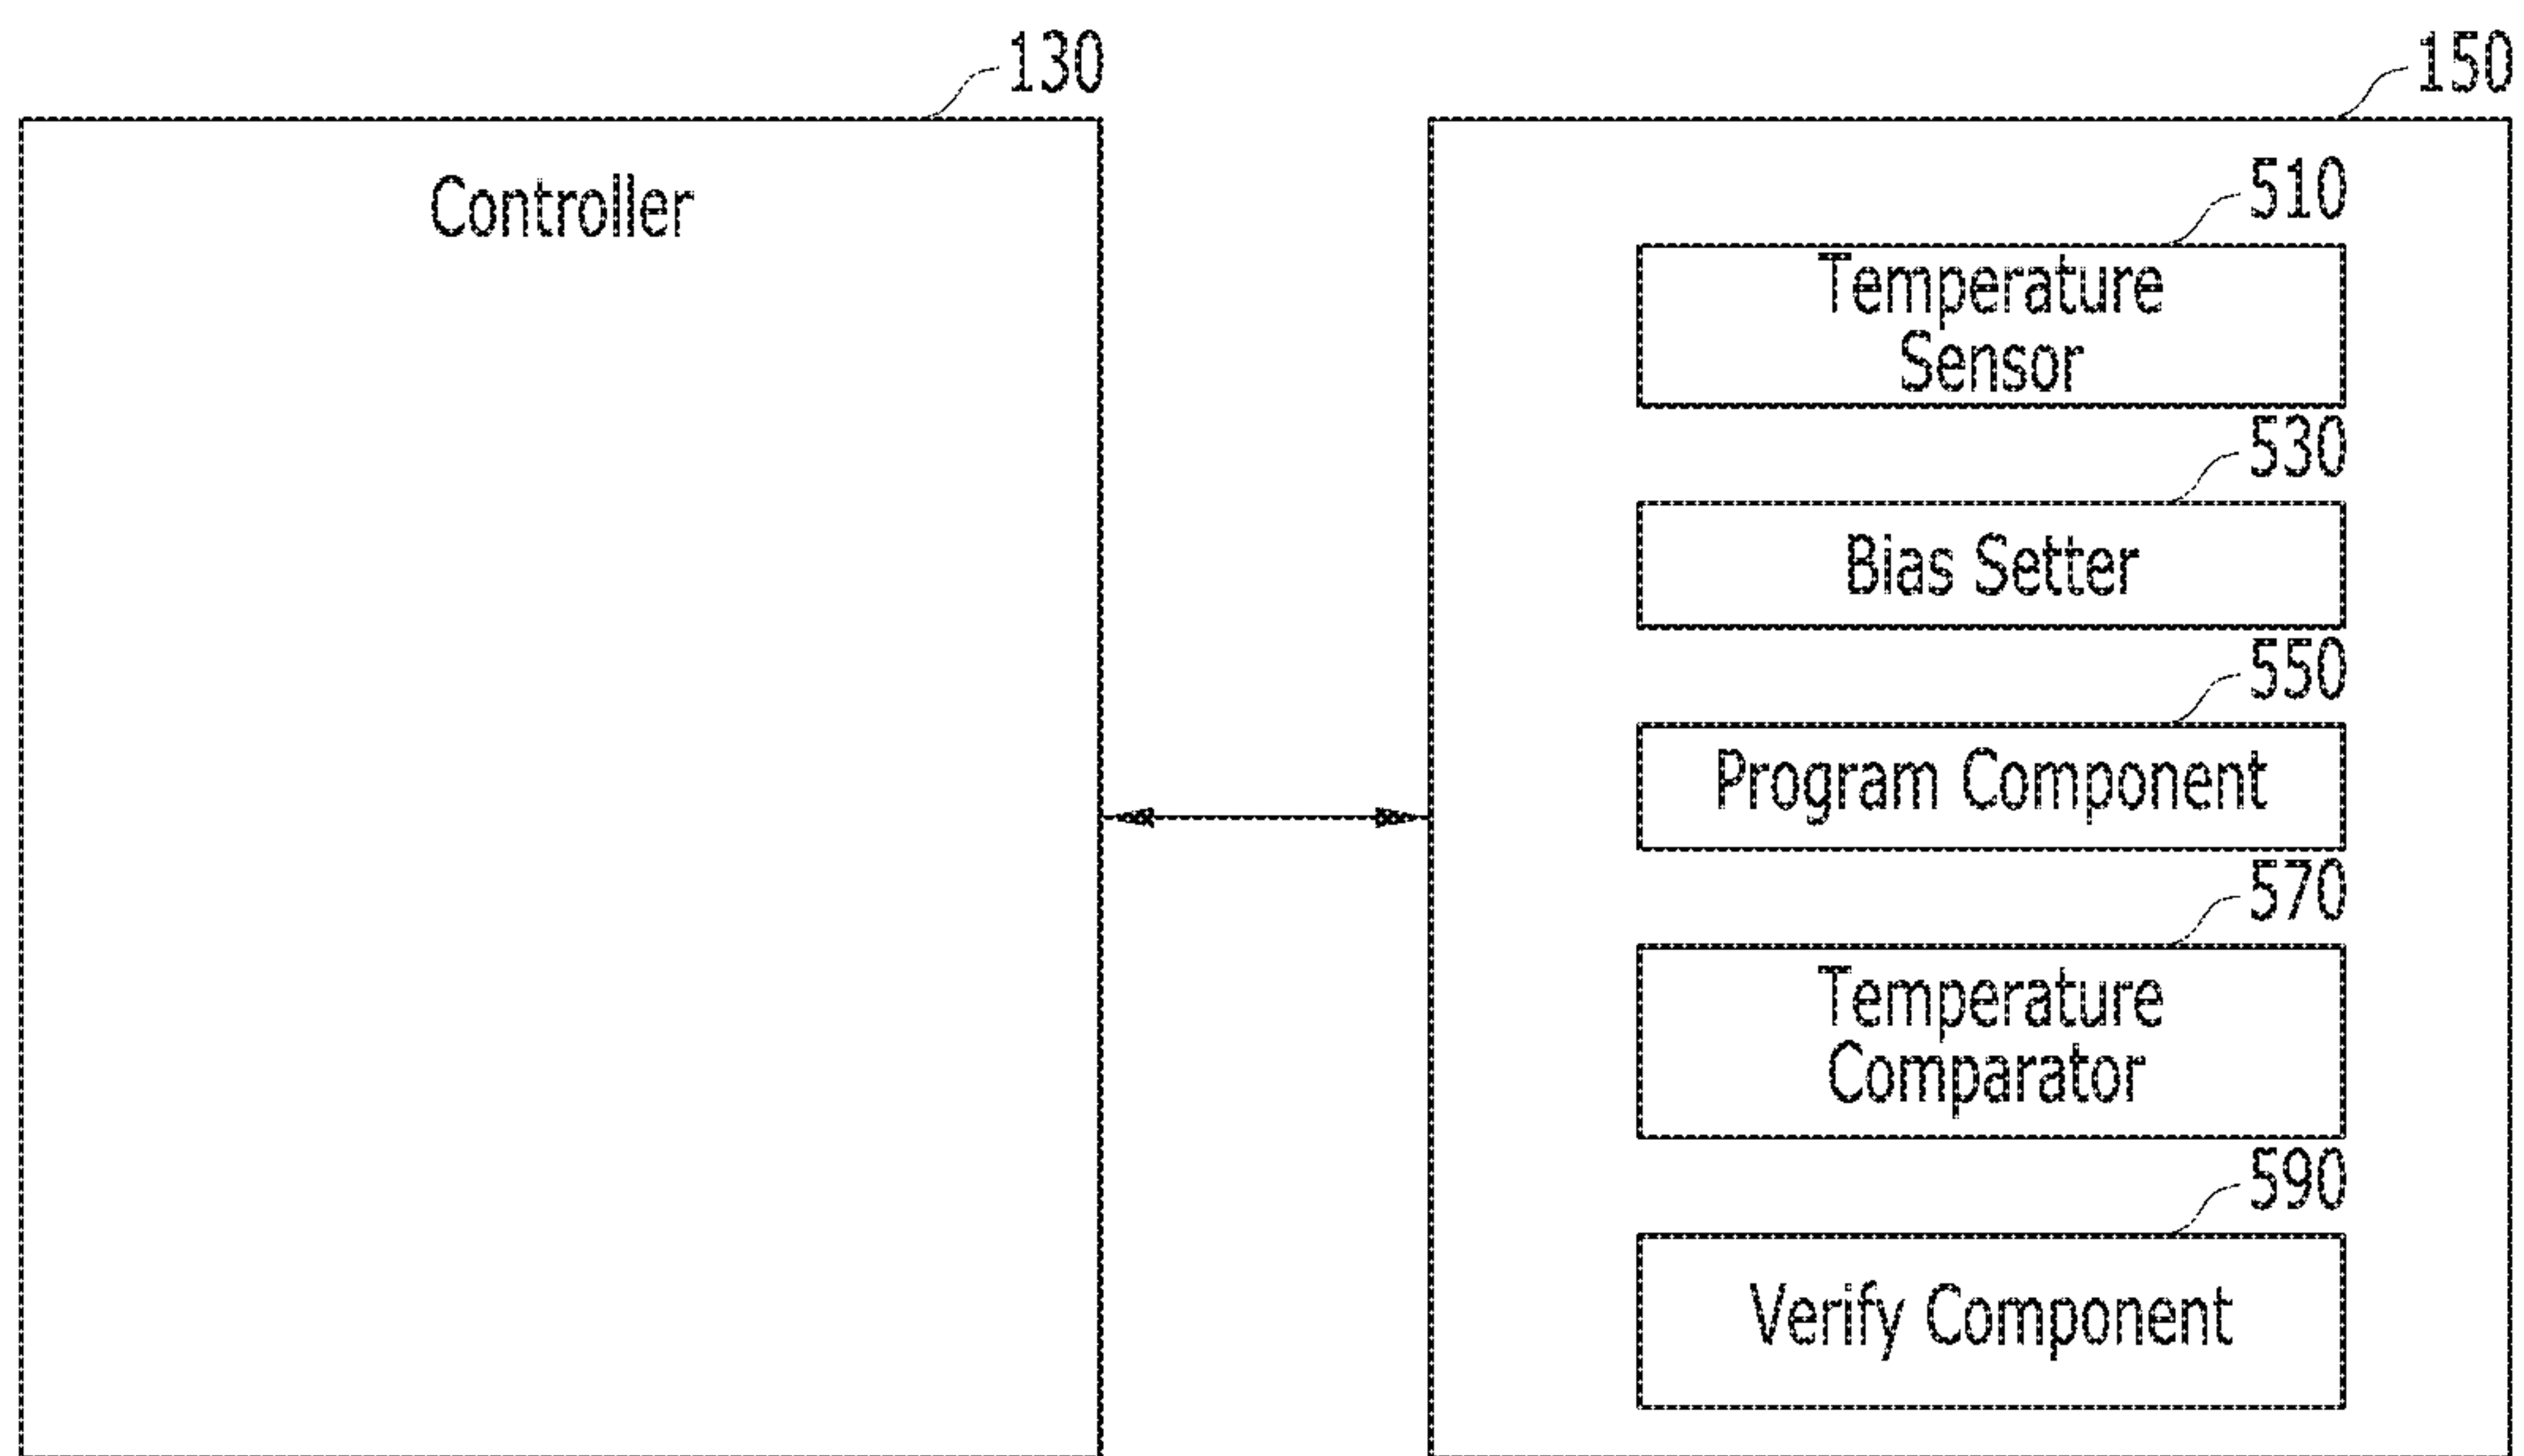 130
150
Controller
510
Temperature
Sensor
530
Bias Setter
550
Program Component
570
Temperature
Comparator
590
Verify Component